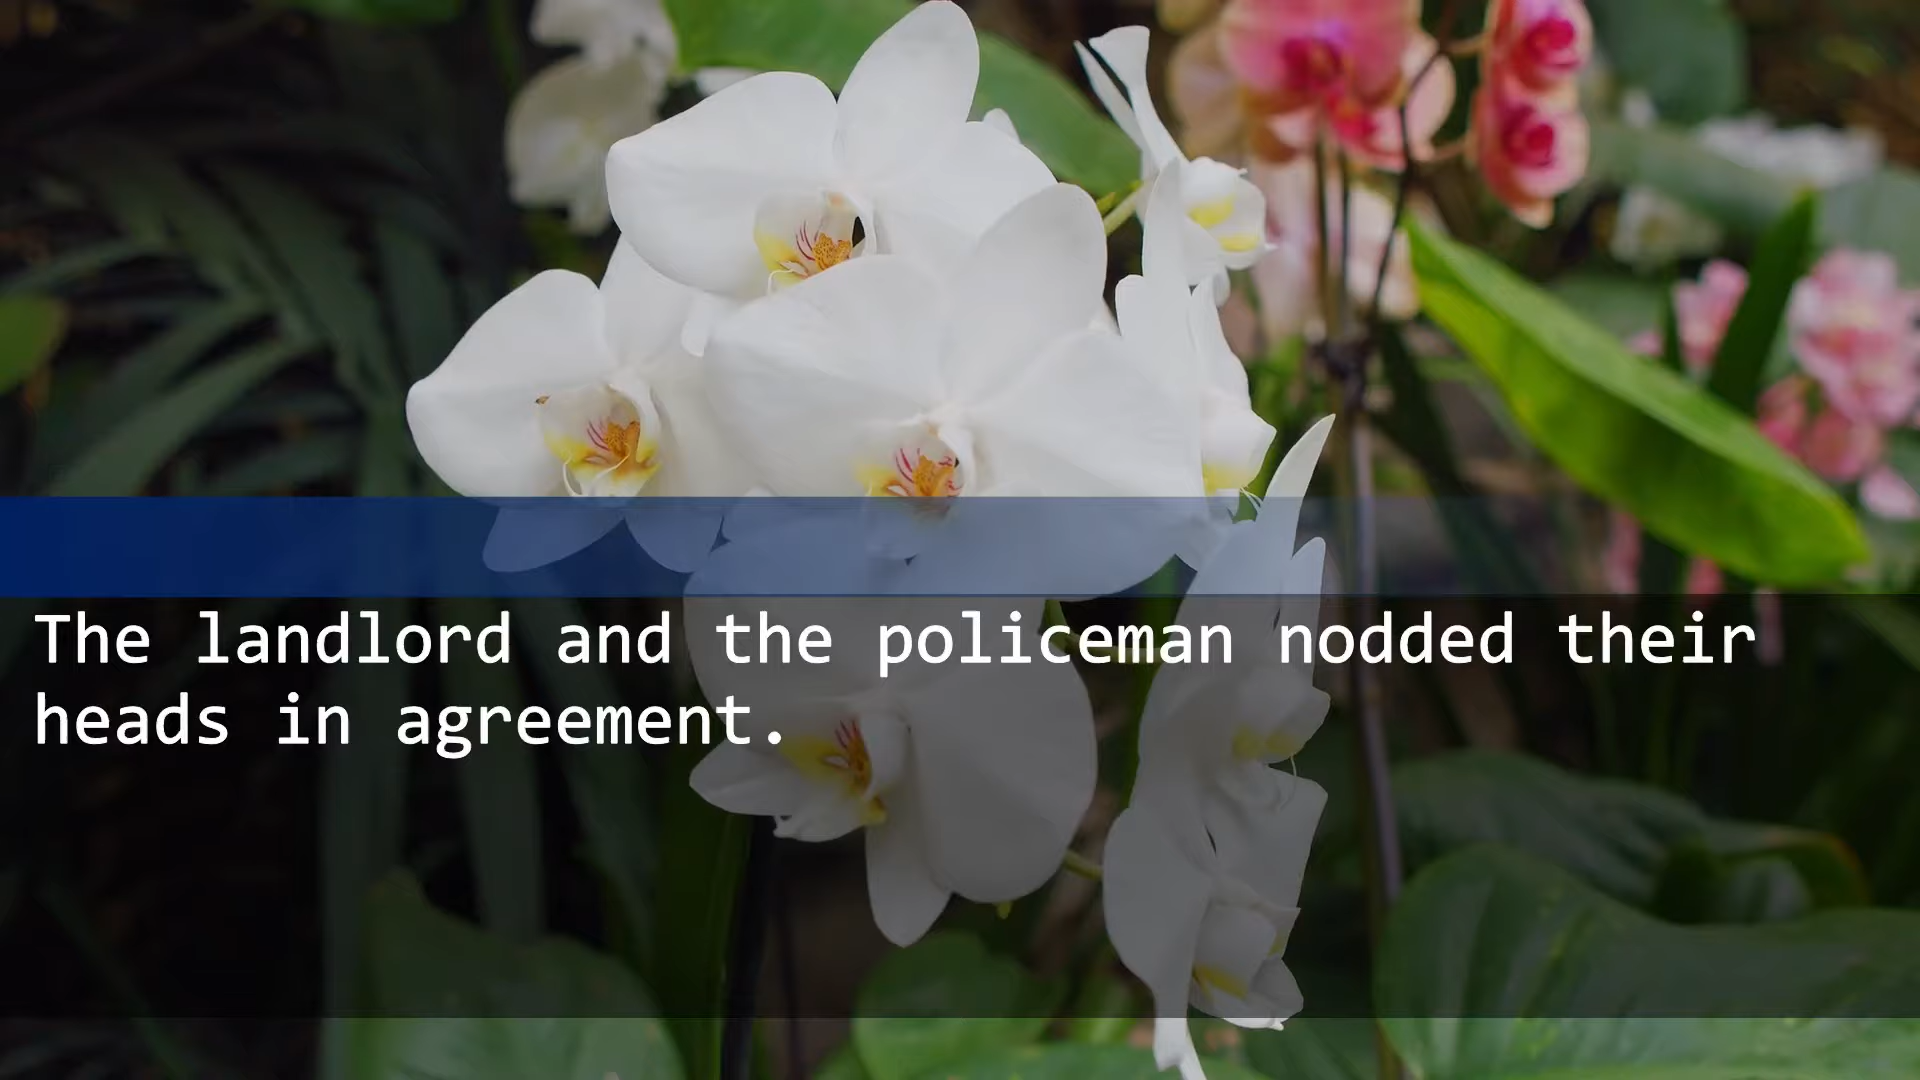 The landlord and the policeman nodded their
heads in agreement.